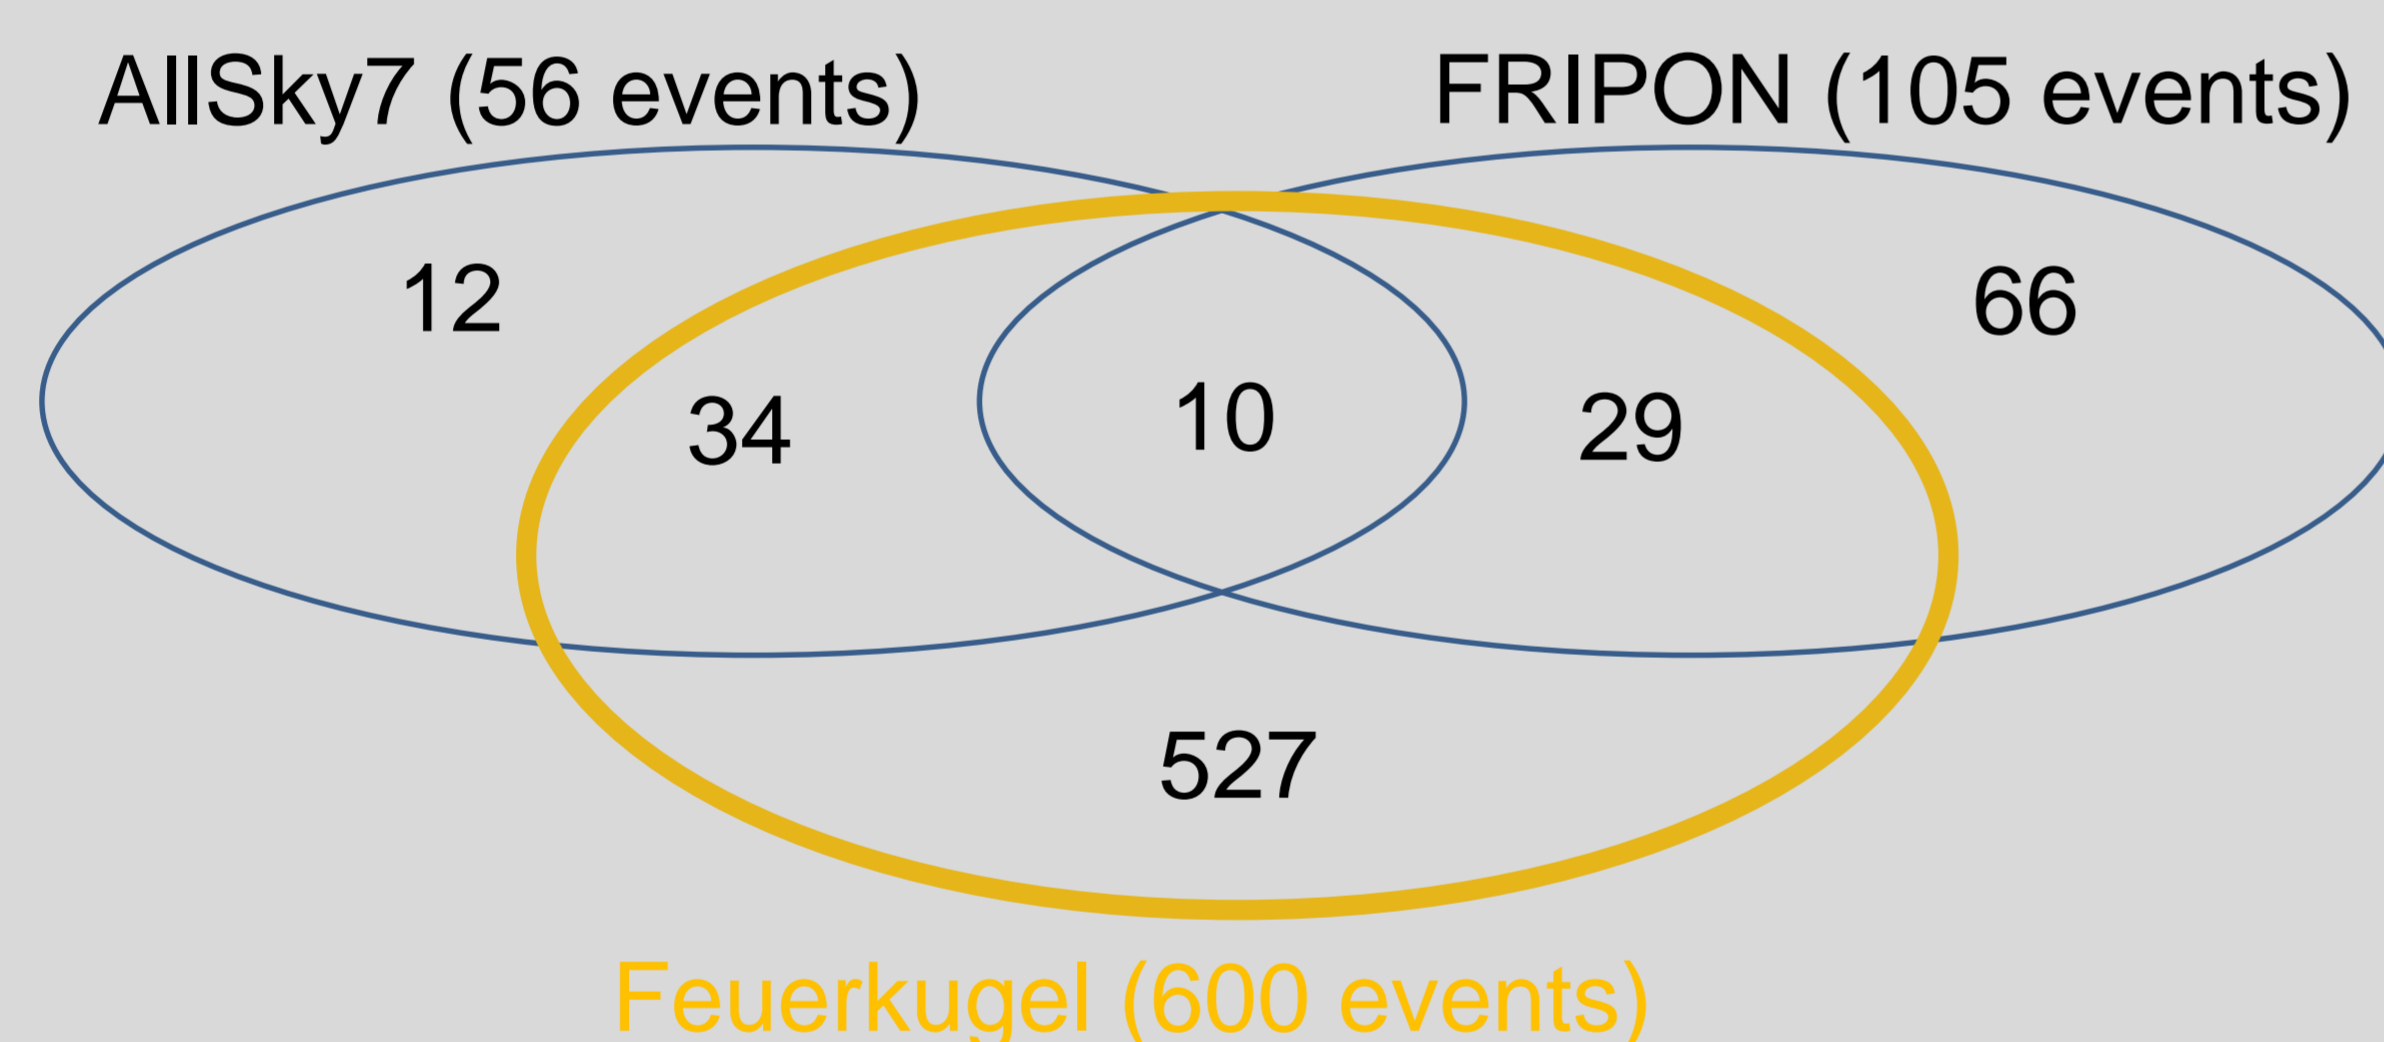 AllSky7 (56 events) FRIPON (105 events)
12 66
34 10 29
527
Feuerkugel (600 events)